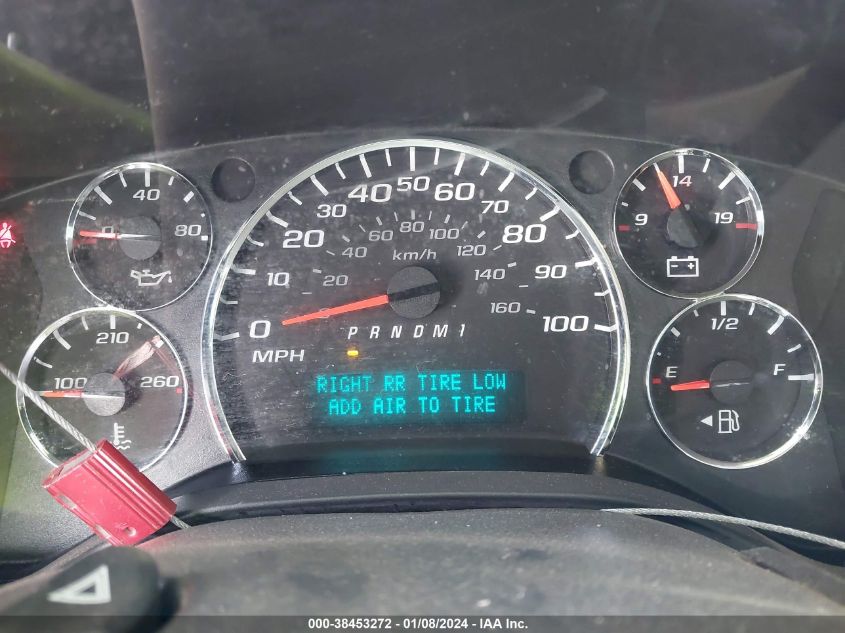 40
0 80
210
100 260
0 10 20 30 40 50 60 70 80 90 100
20 40 60 80 100 120 140 160
km/h
MPH
P R N D M 1
RIGHT RR TIRE LOW
ADD AIR TO TIRE
14
9 19
1/2
E F
000-38453272 - 01/08/2024 - IAA Inc.